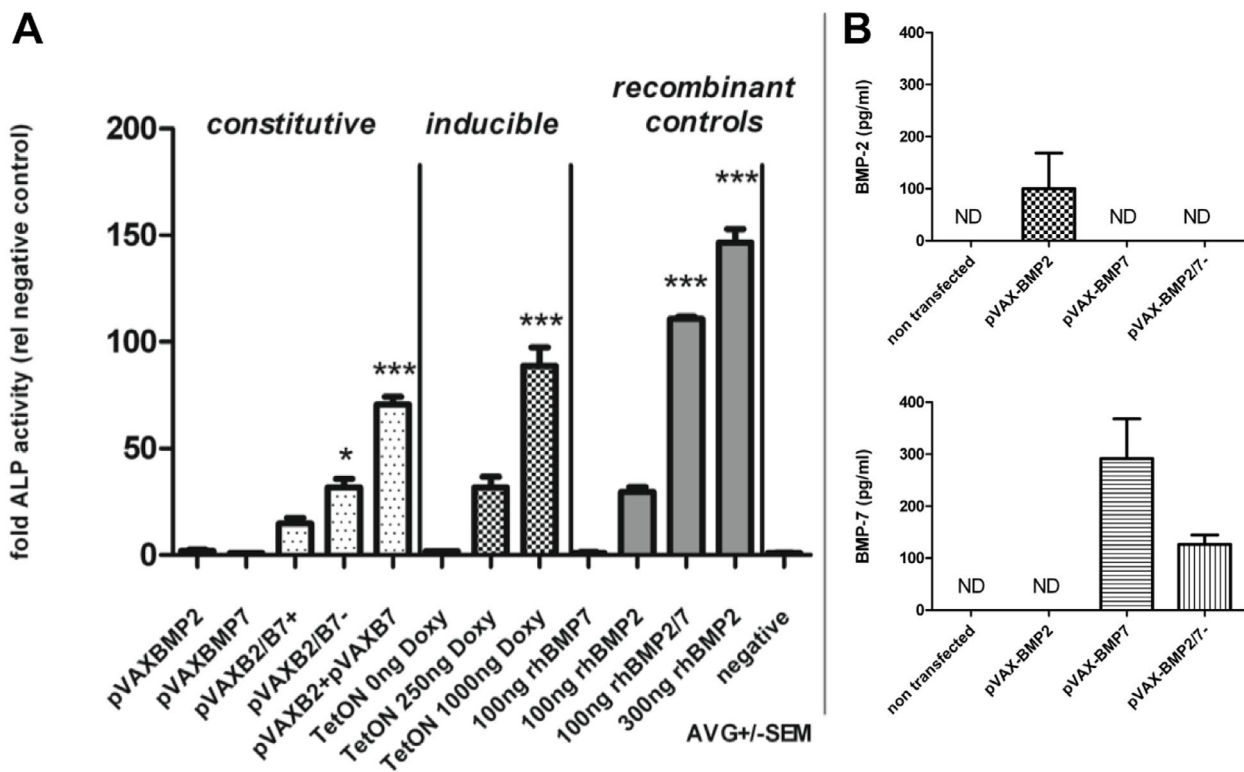 A
fold ALP activity (rel negative control)
200
150
100
50
0
constitutive
inducible
recombinant
controls
*
***
***
***
***
pVAXBMP2
pVAXBMP7
pVAXB2/B7+
pVAXB2/B7-
pVAXB2+pVAXB7
TetON 0ng Doxy
TetON 250ng Doxy
TetON 1000ng Doxy
100ng rhBMP7
100ng rhBMP2
100ng rhBMP2/7
300ng rhBMP2
negative
AVG+/-SEM
B
BMP-2 (pg/ml)
400
300
200
100
0
ND
ND
ND
non transfected
pVAX-BMP2
pVAX-BMP7
pVAX-BMP2/7-
BMP-7 (pg/ml)
400
300
200
100
0
ND
ND
non transfected
pVAX-BMP2
pVAX-BMP7
pVAX-BMP2/7-